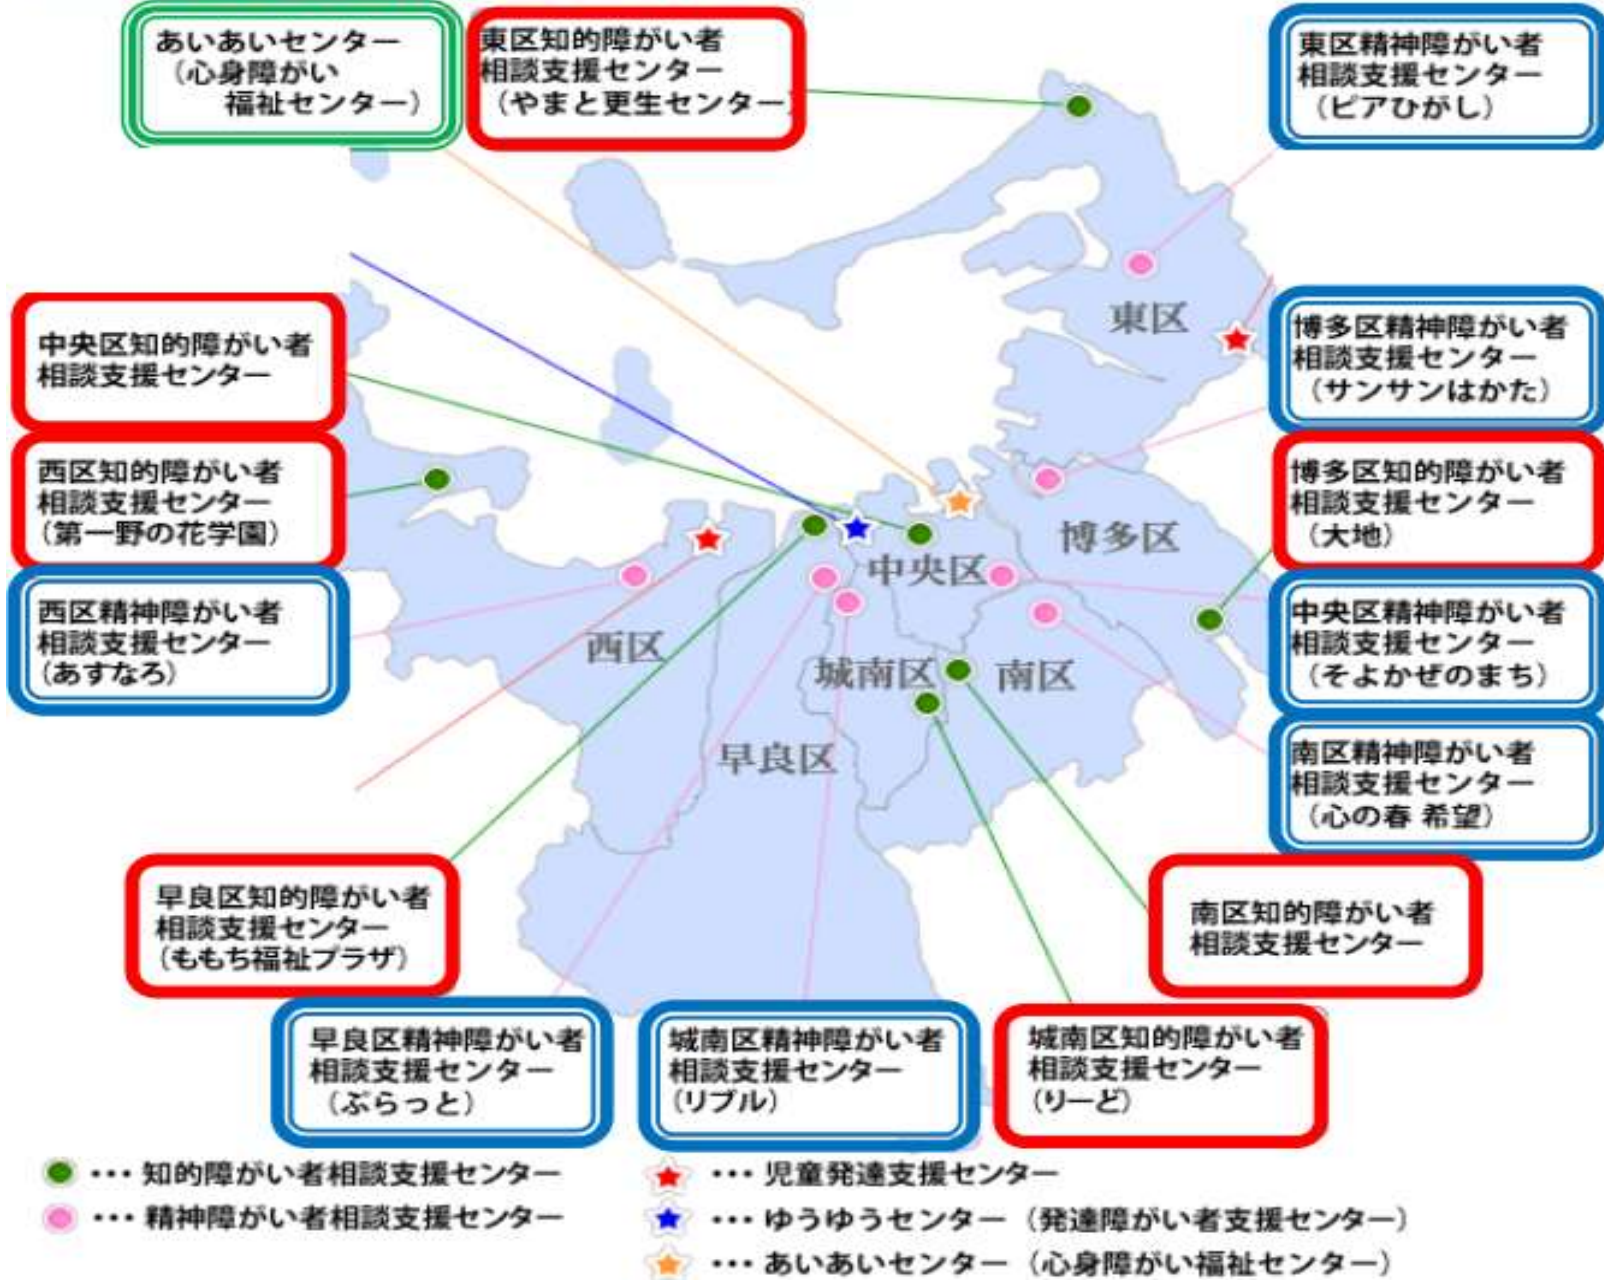 あいあいセンター
（心身障がい
福祉センター）
東区知的障がい者
相談支援センター
（やまと更生センター）
東区精神障がい者
相談支援センター
（ピアひがし）
東区
中央区知的障がい者
相談支援センター
博多区精神障がい者
相談支援センター
（サンサンはかた）
西区知的障がい者
相談支援センター
（第一野の花学園）
博多区知的障がい者
相談支援センター
（大地）
博多区
中央区
西区精神障がい者
相談支援センター
（あすなろ）
中央区精神障がい者
相談支援センター
（そよかぜのまち）
西区
城南区
南区
早良区
南区精神障がい者
相談支援センター
（心の春 希望）
早良区知的障がい者
相談支援センター
（ももち福祉プラザ）
南区知的障がい者
相談支援センター
早良区精神障がい者
相談支援センター
（ぷらっと）
城南区精神障がい者
相談支援センター
（リブル）
城南区知的障がい者
相談支援センター
（りーど）
･･･ 知的障がい者相談支援センター
･･･ 精神障がい者相談支援センター
･･･ 児童発達支援センター
･･･ ゆうゆうセンター（発達障がい者支援センター）
･･･ あいあいセンター（心身障がい福祉センター）